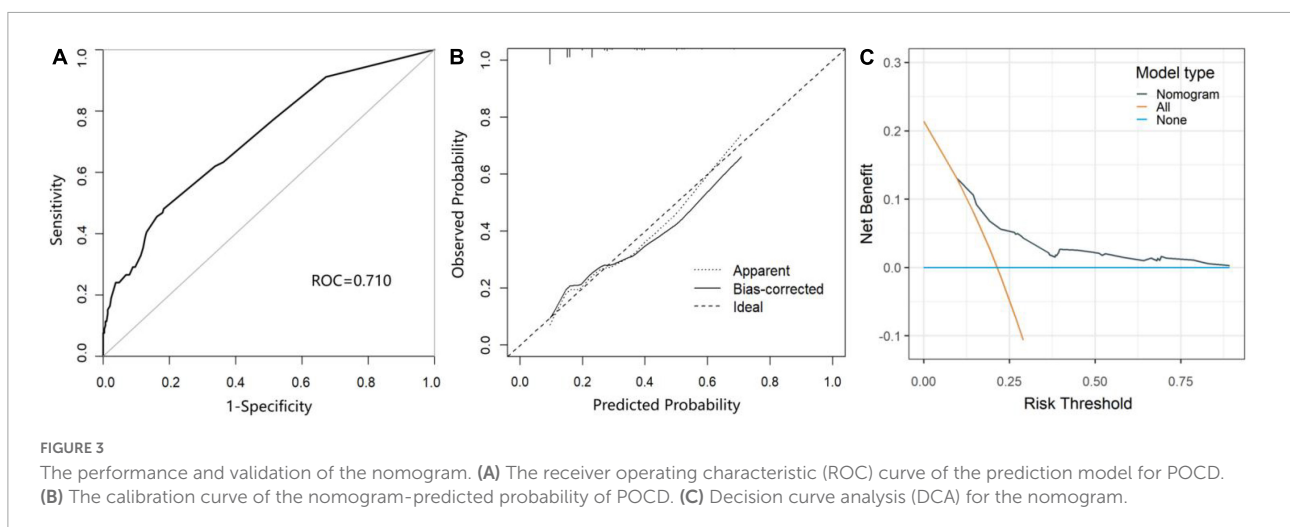 A
1.0
0.8
0.6
0.4
0.2
0.0
Sensitivity
ROC=0.710
0.0 0.2 0.4 0.6 0.8 1.0
1-Specificity
B
1.0
0.8
0.6
0.4
0.2
0.0
Observed Probability
Apparent
Bias-corrected
Ideal
0.0 0.2 0.4 0.6 0.8 1.0
Predicted Probability
C
0.3
0.2
0.1
0.0
-0.1
Net Benefit
Model type
Nomogram
All
None
0.00 0.25 0.50 0.75
Risk Threshold
FIGURE 3
The performance and validation of the nomogram. (A) The receiver operating characteristic (ROC) curve of the prediction model for POCD.
(B) The calibration curve of the nomogram-predicted probability of POCD. (C) Decision curve analysis (DCA) for the nomogram.